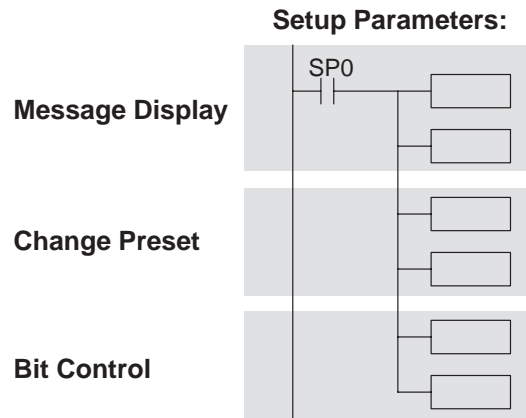 Setup Parameters:
SP0
Message Display
Change Preset
Bit Control